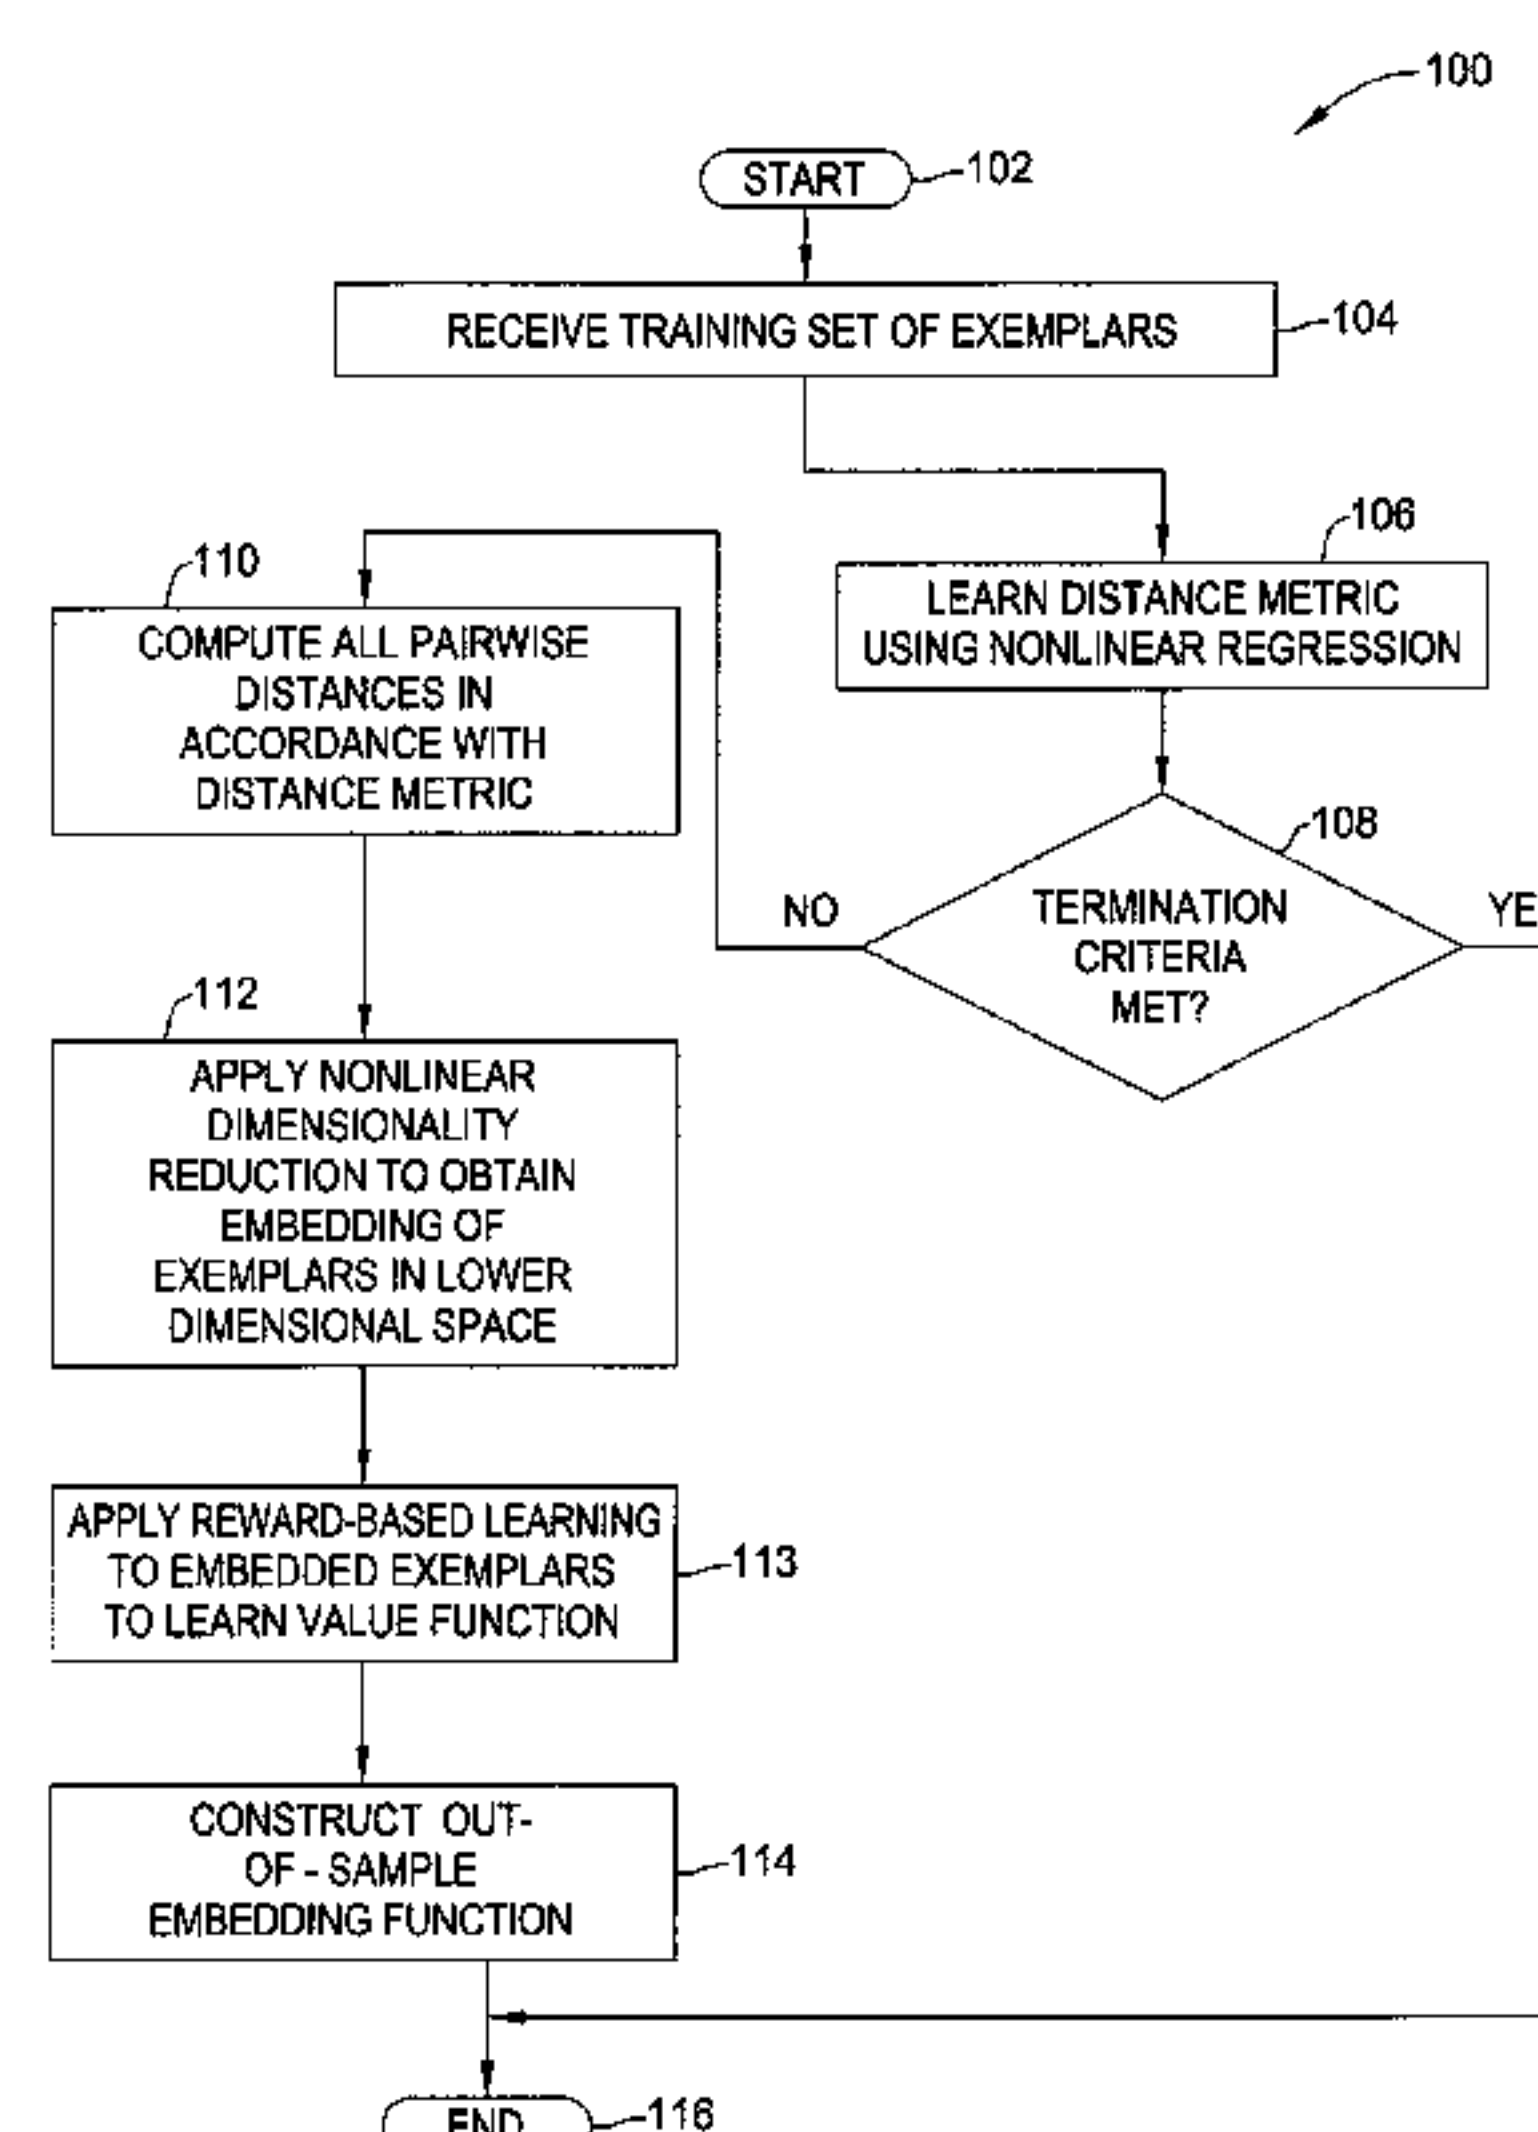 100
START
102
RECEIVE TRAINING SET OF EXEMPLARS
104
106
LEARN DISTANCE METRIC
USING NONLINEAR REGRESSION
110
COMPUTE ALL PAIRWISE
DISTANCES IN
ACCORDANCE WITH
DISTANCE METRIC
108
NO
YE
TERMINATION
CRITERIA
MET?
112
APPLY NONLINEAR
DIMENSIONALITY
REDUCTION TO OBTAIN
EMBEDDING OF
EXEMPLARS IN LOWER
DIMENSIONAL SPACE
APPLY REWARD-BASED LEARNING
TO EMBEDDED EXEMPLARS
TO LEARN VALUE FUNCTION
113
CONSTRUCT OUT-
OF - SAMPLE
EMBEDDING FUNCTION
114
END
116